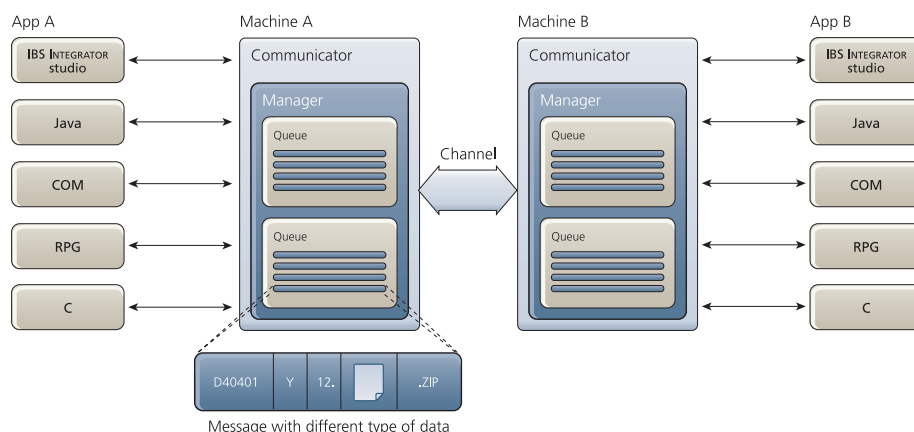 App A
Machine A
Machine B
App B
IBS INTEGRATOR
studio
Java
COM
RPG
C
Communicator
Manager
Queue
Queue
Channel
Communicator
Manager
Queue
Queue
IBS INTEGRATOR
studio
Java
COM
RPG
C
D40401 Y 12. .ZIP
Message with different type of data